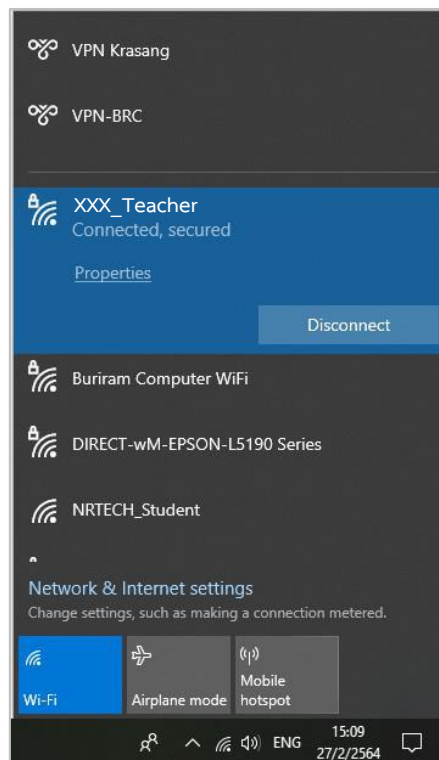 VPN Krasang
VPN-BRC
XXX_Teacher
Connected, secured
Properties
Disconnect
Buriram Computer WiFi
DIRECT-wM-EPSON-L5190 Series
NRTECH_Student
Network & Internet settings
Change settings, such as making a connection metered.
Wi-Fi
Airplane mode
Mobile
hotspot
ENG
15:09
27/2/2564